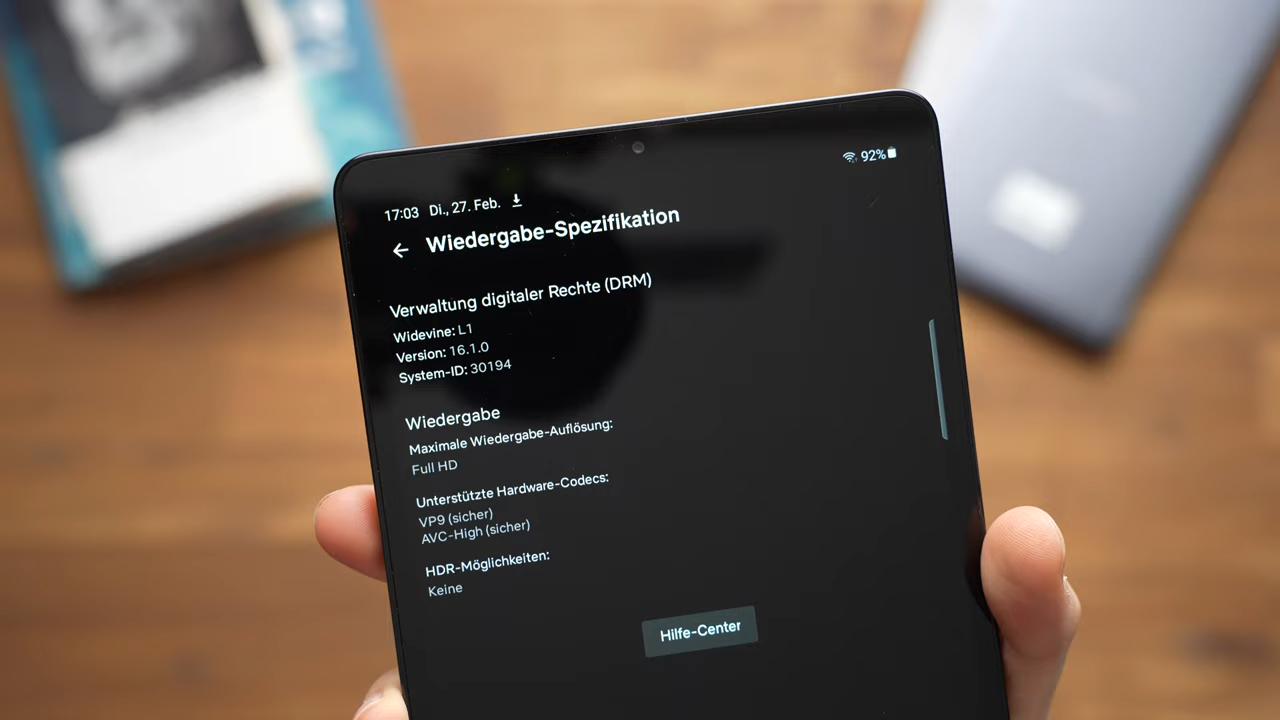 17:03 Di., 27. Feb. 92%
Wiedergabe-Spezifikation
Verwaltung digitaler Rechte (DRM)
Widevine: L1
Version: 16.1.0
System-ID: 30194
Wiedergabe
Maximale Wiedergabe-Auflösung:
Full HD
Unterstützte Hardware-Codecs:
VP9 (sicher)
AVC-High (sicher)
HDR-Möglichkeiten:
Keine
Hilfe-Center